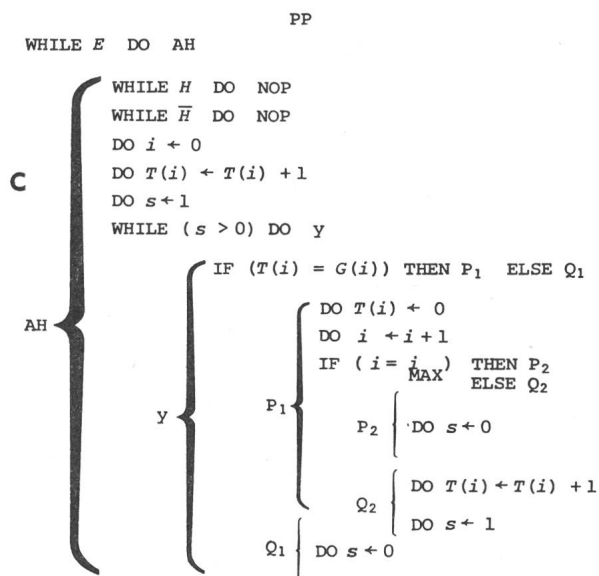 PP
WHILE E DO AH
WHILE H DO NOP
WHILE H̅ DO NOP
DO i ← 0
C
DO T(i) ← T(i) +1
DO s←1
WHILE (s > 0) DO y
IF (T(i) = G(i)) THEN P₁ ELSE Q₁
DO T(i) ← 0
AH
DO i ←i+1
IF ( i= iMAX ) THEN P₂
ELSE Q₂
P₁
y
P₂ DO s←0
Q₂
DO T(i)←T(i) +1
DO s← 1
Q₁ DO s←0